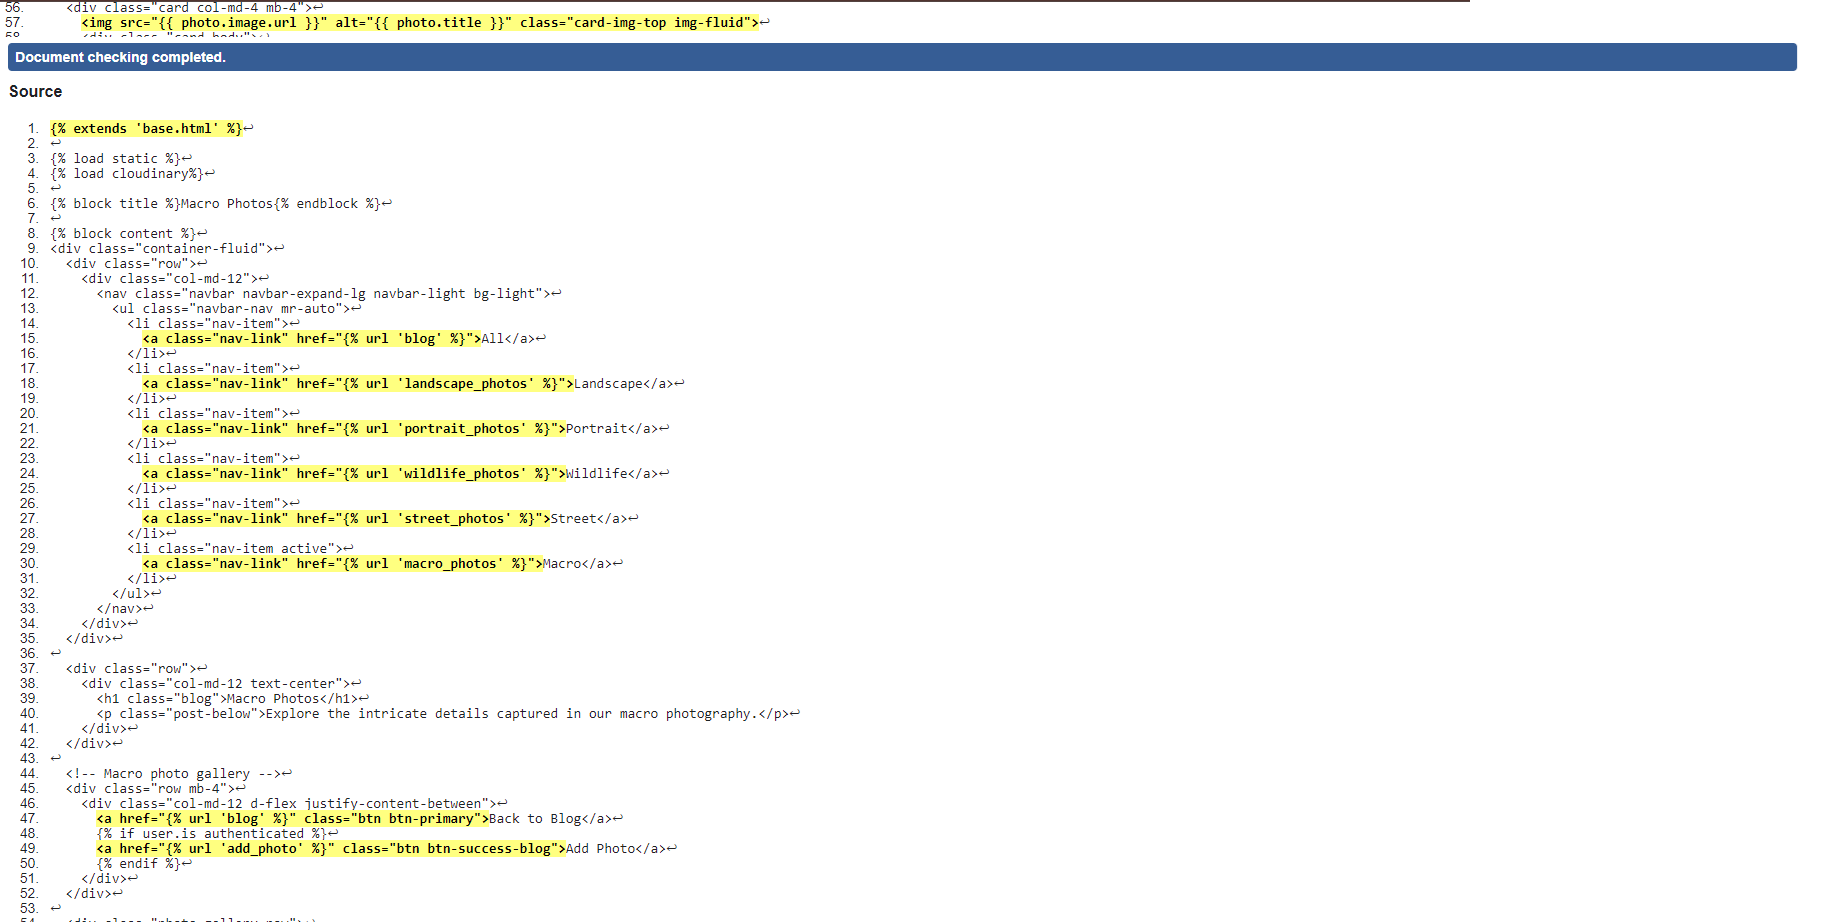 56. <div class="card col-md-4 mb-4">↩
57. <img src="{{ photo.image.url }}" alt="{{ photo.title }}" class="card-img-top img-fluid">↩
58 <div class="card-body">↩
Document checking completed.
Source
1. {% extends 'base.html' %}↩
2. ↩
3. {% load static %}↩
4. {% load cloudinary%}↩
5. ↩
6. {% block title %}Macro Photos{% endblock %}↩
7. ↩
8. {% block content %}↩
9. <div class="container-fluid">↩
10. <div class="row">↩
11. <div class="col-md-12">↩
12. <nav class="navbar navbar-expand-lg navbar-light bg-light">↩
13. <ul class="navbar-nav mr-auto">↩
14. <li class="nav-item">↩
15. <a class="nav-link" href="{% url 'blog' %}">All</a>↩
16. </li>↩
17. <li class="nav-item">↩
18. <a class="nav-link" href="{% url 'landscape_photos' %}">Landscape</a>↩
19. </li>↩
20. <li class="nav-item">↩
21. <a class="nav-link" href="{% url 'portrait_photos' %}">Portrait</a>↩
22. </li>↩
23. <li class="nav-item">↩
24. <a class="nav-link" href="{% url 'wildlife_photos' %}">Wildlife</a>↩
25. </li>↩
26. <li class="nav-item">↩
27. <a class="nav-link" href="{% url 'street_photos' %}">Street</a>↩
28. </li>↩
29. <li class="nav-item active">↩
30. <a class="nav-link" href="{% url 'macro_photos' %}">Macro</a>↩
31. </li>↩
32. </ul>↩
33. </nav>↩
34. </div>↩
35. </div>↩
36. ↩
37. <div class="row">↩
38. <div class="col-md-12 text-center">↩
39. <h1 class="blog">Macro Photos</h1>↩
40. <p class="post-below">Explore the intricate details captured in our macro photography.</p>↩
41. </div>↩
42. </div>↩
43. ↩
44. <!-- Macro photo gallery -->↩
45. <div class="row mb-4">↩
46. <div class="col-md-12 d-flex justify-content-between">↩
47. <a href="{% url 'blog' %}" class="btn btn-primary">Back to Blog</a>↩
48. {% if user.is_authenticated %}↩
49. <a href="{% url 'add_photo' %}" class="btn btn-success-blog">Add Photo</a>↩
50. {% endif %}↩
51. </div>↩
52. </div>↩
53. ↩
54. <div class="photo-gallery row">↩